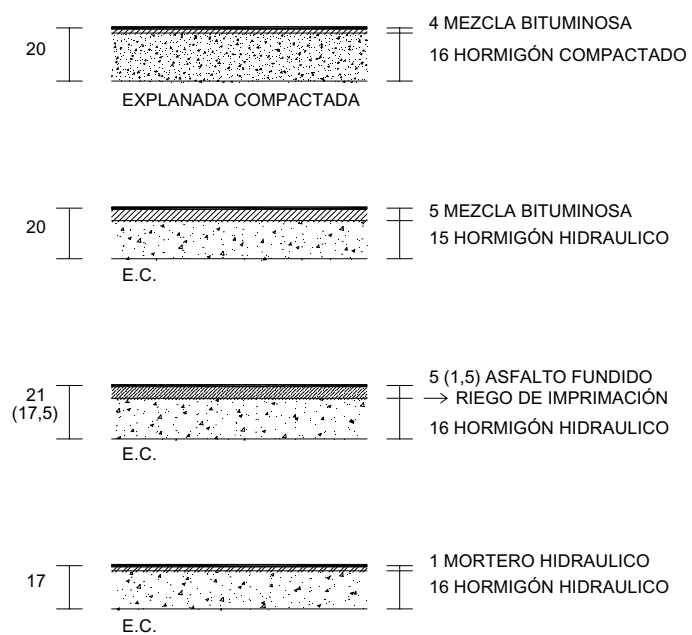 20
4 MEZCLA BITUMINOSA
16 HORMIGÓN COMPACTADO
EXPLANADA COMPACTADA
20
5 MEZCLA BITUMINOSA
15 HORMIGÓN HIDRAULICO
E.C.
21
(17,5)
5 (1,5) ASFALTO FUNDIDO
→ RIEGO DE IMPRIMACIÓN
16 HORMIGÓN HIDRAULICO
E.C.
17
1 MORTERO HIDRAULICO
16 HORMIGÓN HIDRAULICO
E.C.